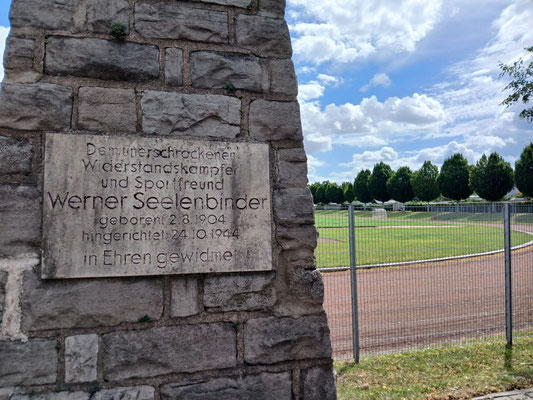 Dem unerschrockenen
Widerstandskämpfer
und Sportfreund
Werner Seelenbinder
geboren: 2.8.1904
hingerichtet: 24.10.1944
in Ehren gewidmet